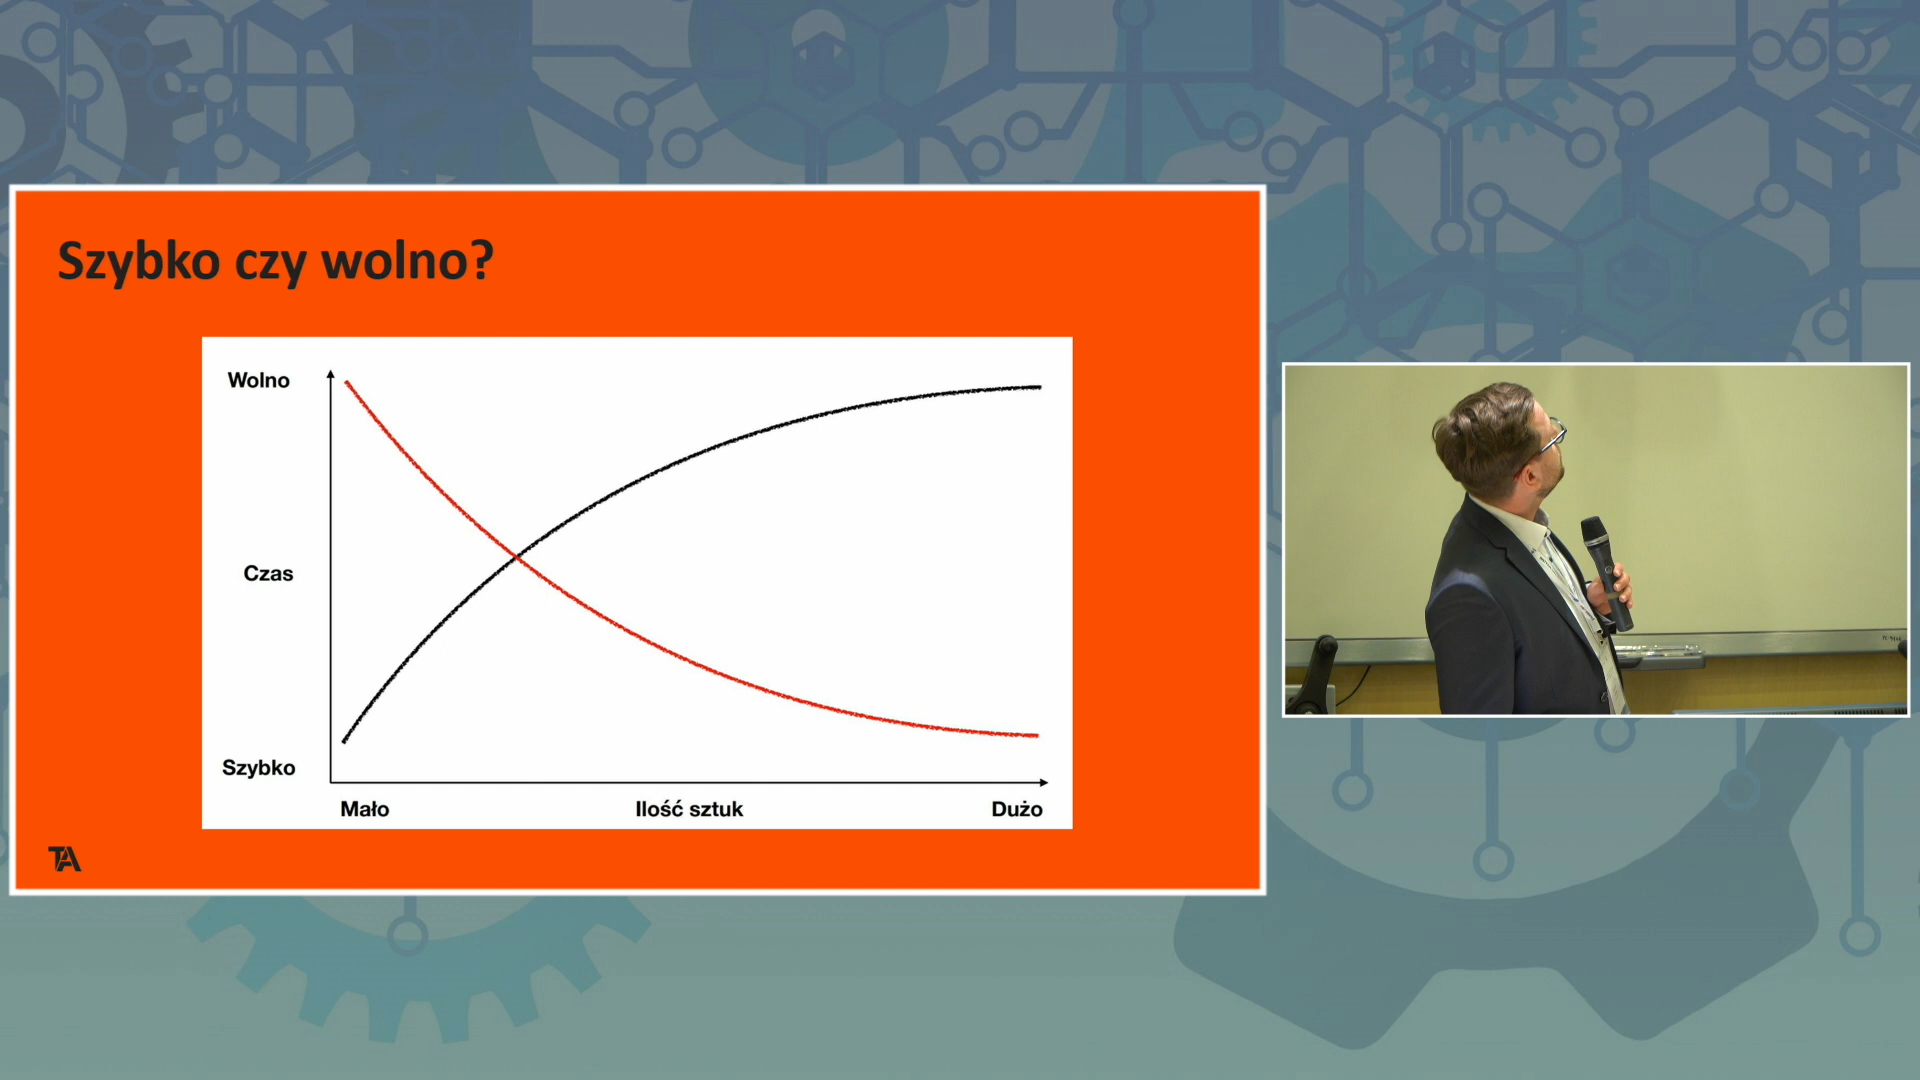 Szybko czy wolno?
Wolno
Czas
Szybko
Mało
Ilość sztuk
Dużo
TA